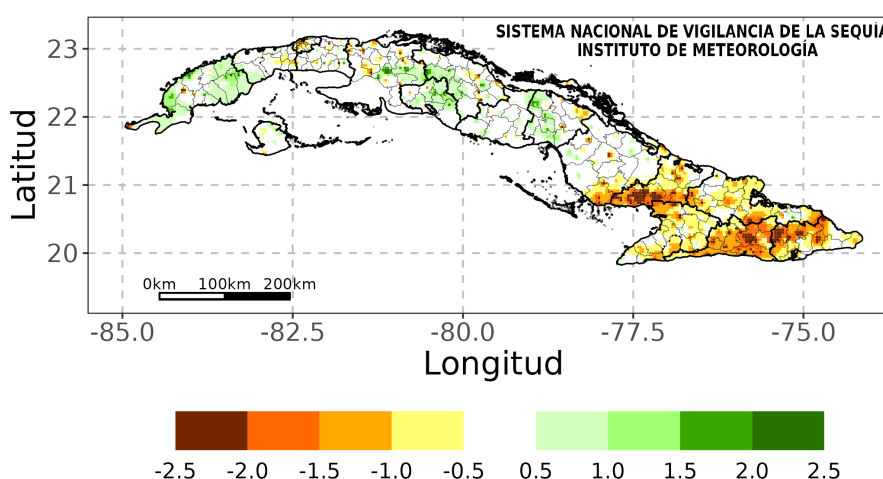 SISTEMA NACIONAL DE VIGILANCIA DE LA SEQUÍA
INSTITUTO DE METEOROLOGÍA
23
22
21
20
Latitud
0km 100km 200km
-85.0 -82.5 -80.0 -77.5 -75.0
Longitud
-2.5 -2.0 -1.5 -1.0 -0.5 0.5 1.0 1.5 2.0 2.5